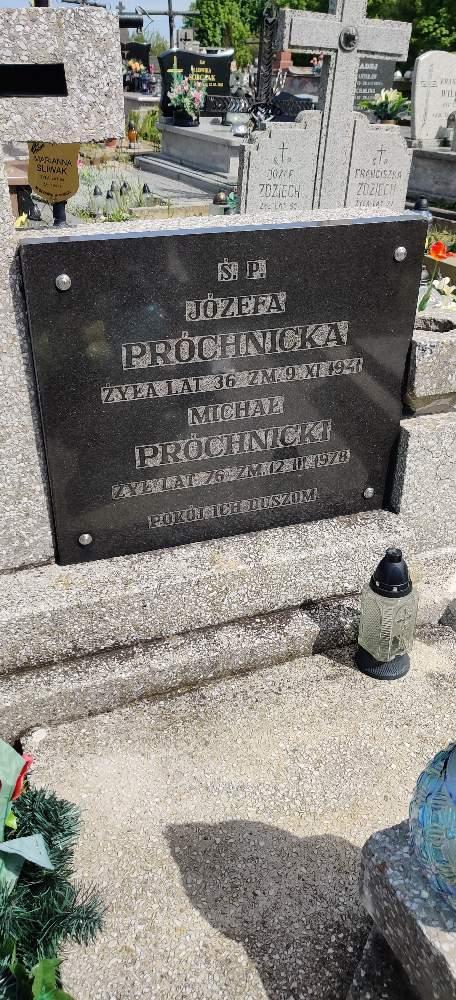 Ś. P.
JÓZEFA
PRÓCHNICKA
ŻYŁA LAT 36 ZM. 9. XI. 1941
MICHAŁ
PRÓCHNICKI
ŻYŁ LAT 76 ZM. 12. II. 1978
POKÓJ ICH DUSZOM
MARIANNA
ŚLIWAK
JÓZEF
ZDZIECH
FRANCISZKA
ZDZIECH